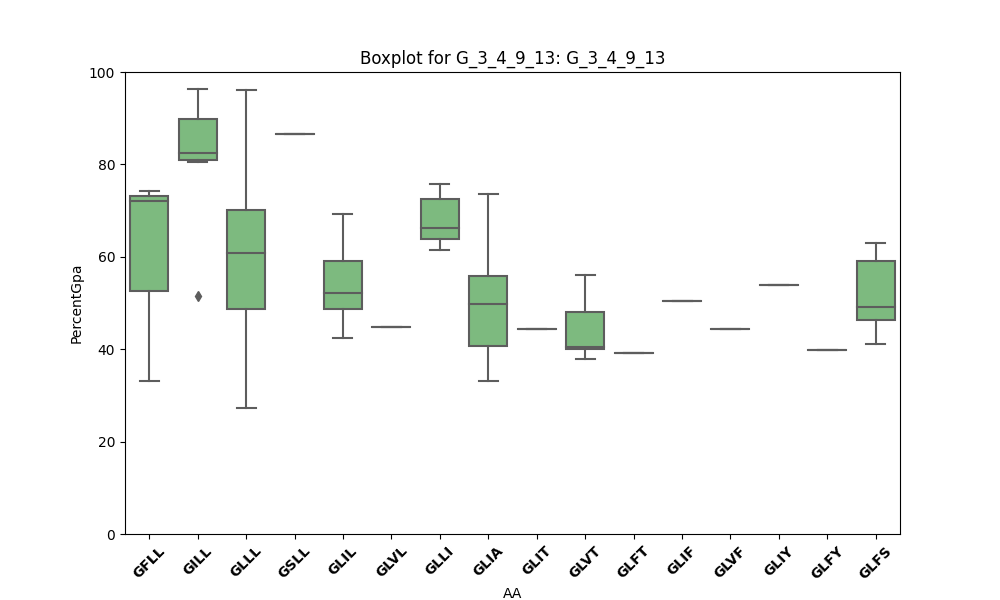 Boxplot for G_3_4_9_13: G_3_4_9_13
100
80
60
40
20
0
PercentGpa
GFLL GILL GLLL GSLL GLIL GLVL GLLI GLIA GLIT GLVT GLFT GLIF GLVF GLIY GLFY GLFS
AA